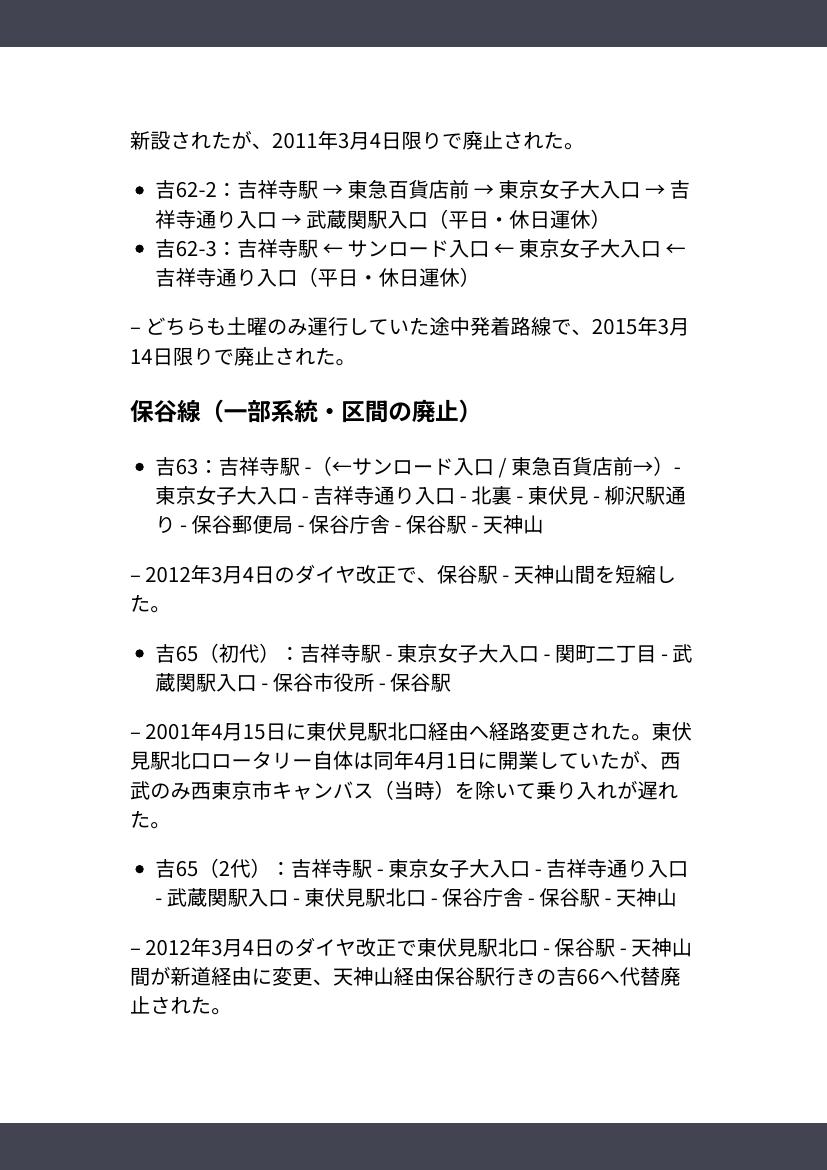 新設されたが、2011年3月4日限りで廃止された。
• 吉62-2：吉祥寺駅 → 東急百貨店前 → 東京女子大入口 → 吉
祥寺通り入口 → 武蔵関駅入口（平日・休日運休）
• 吉62-3：吉祥寺駅 ← サンロード入口 ← 東京女子大入口 ←
吉祥寺通り入口（平日・休日運休）
– どちらも土曜のみ運行していた途中発着路線で、2015年3月
14日限りで廃止された。
保谷線（一部系統・区間の廃止）
• 吉63：吉祥寺駅 -（←サンロード入口 / 東急百貨店前→）-
東京女子大入口 - 吉祥寺通り入口 - 北裏 - 東伏見 - 柳沢駅通
り - 保谷郵便局 - 保谷庁舎 - 保谷駅 - 天神山
– 2012年3月4日のダイヤ改正で、保谷駅 - 天神山間を短縮し
た。
• 吉65（初代）：吉祥寺駅 - 東京女子大入口 - 関町二丁目 - 武
蔵関駅入口 - 保谷市役所 - 保谷駅
– 2001年4月15日に東伏見駅北口経由へ経路変更された。東伏
見駅北口ロータリー自体は同年4月1日に開業していたが、西
武のみ西東京市キャンバス（当時）を除いて乗り入れが遅れ
た。
• 吉65（2代）：吉祥寺駅 - 東京女子大入口 - 吉祥寺通り入口
- 武蔵関駅入口 - 東伏見駅北口 - 保谷庁舎 - 保谷駅 - 天神山
– 2012年3月4日のダイヤ改正で東伏見駅北口 - 保谷駅 - 天神山
間が新道経由に変更、天神山経由保谷駅行きの吉66へ代替廃
止された。